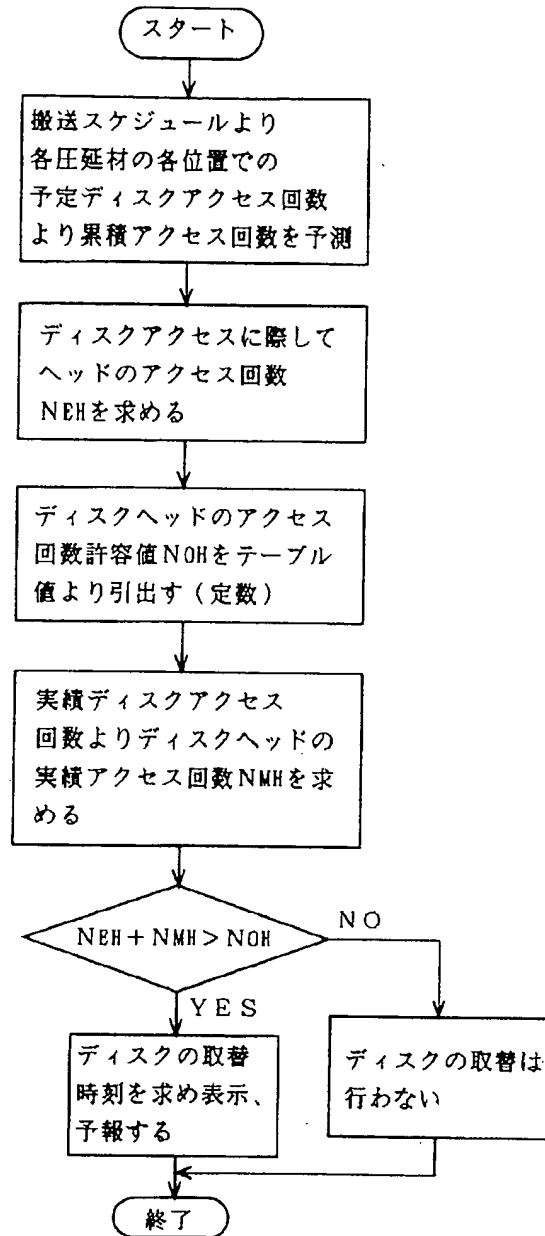 スタート
搬送スケジュールより
各圧延材の各位置での
予定ディスクアクセス回数
より累積アクセス回数を予測
ディスクアクセスに際して
ヘッドのアクセス回数
NEHを求める
ディスクヘッドのアクセス
回数許容値NOHをテーブル
値より引出す(定数)
実績ディスクアクセス
回数よりディスクヘッドの
実績アクセス回数NMHを求
める
NEH+NMH>NOH
NO
YES
ディスクの取替
時刻を求め表示、
予報する
ディスクの取替は
行わない
終了